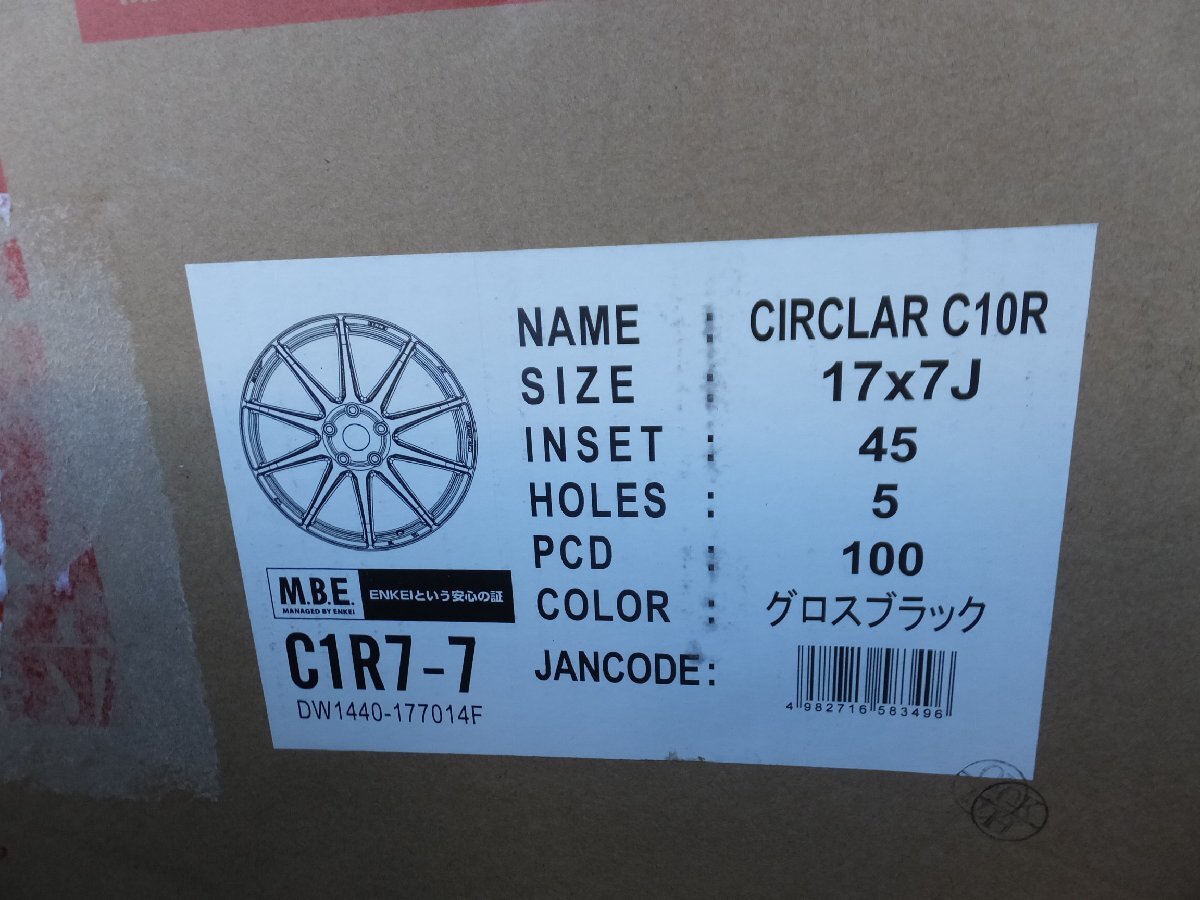 NAME : CIRCLAR C10R
SIZE : 17x7J
INSET : 45
HOLES : 5
PCD : 100
COLOR : グロスブラック
JANCODE:
4 982716 583496
M.B.E.
MANAGED BY ENKEI
ENKEIという安心の証
C1R7-7
DW1440-177014F